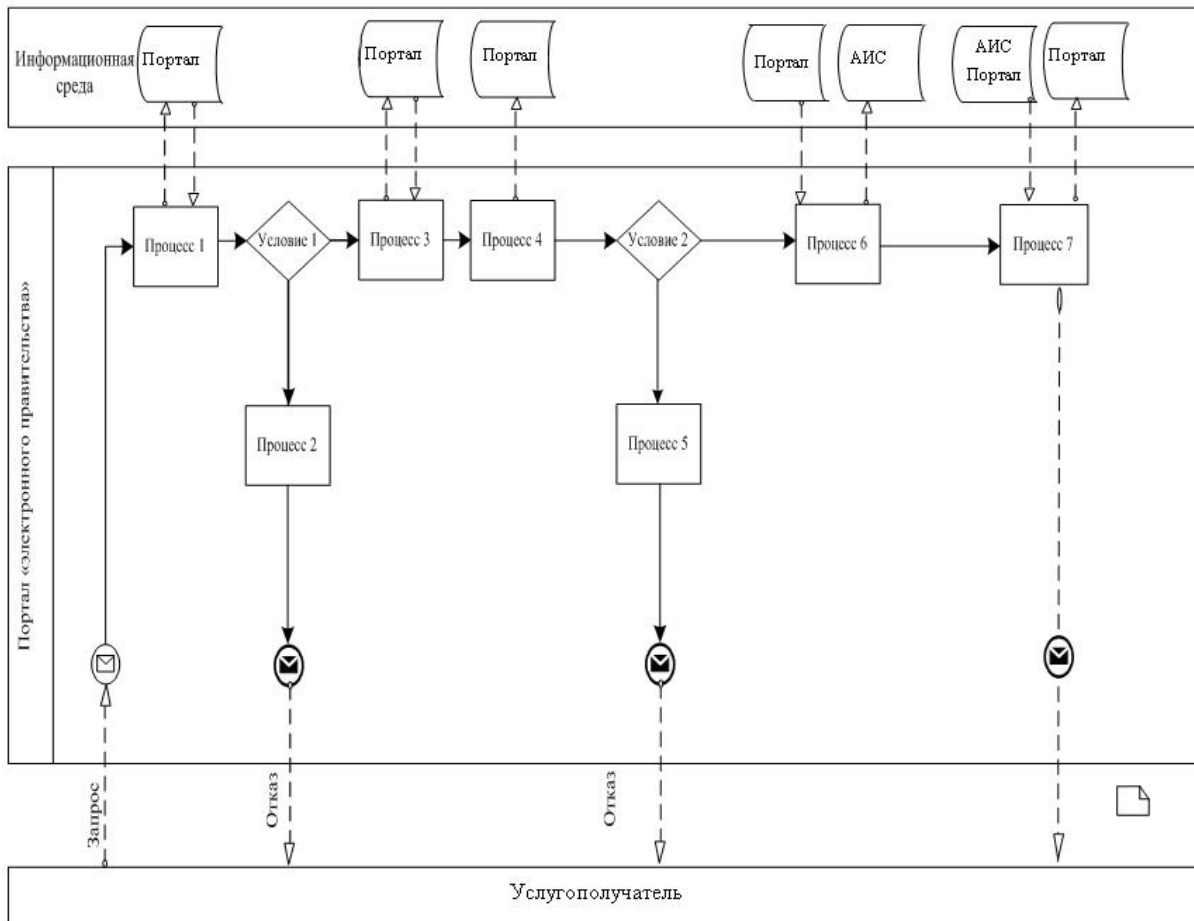 Информационная
среда
Портал
Портал
Портал
Портал
АИС
АИС
Портал
Портал
Портал «электронного правительства»
Процесс 1
Условие 1
Процесс 3
Процесс 4
Условие 2
Процесс 6
Процесс 7
Процесс 2
Процесс 5
Запрос
Отказ
Отказ
Услугополучатель